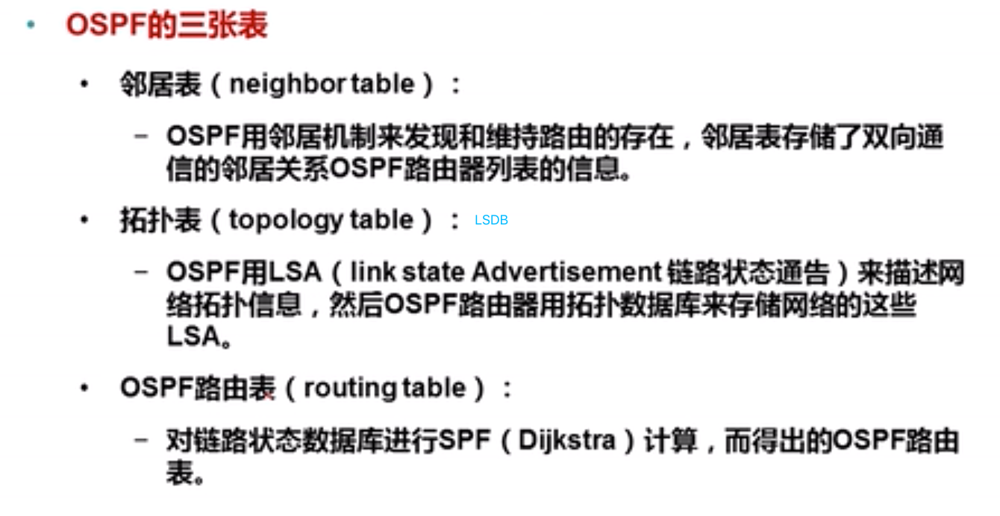 • OSPF的三张表
• 邻居表（neighbor table）：
– OSPF用邻居机制来发现和维持路由的存在，邻居表存储了双向通
信的邻居关系OSPF路由器列表的信息。
• 拓扑表（topology table）： LSDB
– OSPF用LSA（link state Advertisement 链路状态通告）来描述网
络拓扑信息，然后OSPF路由器用拓扑数据库来存储网络的这些
LSA。
• OSPF路由表（routing table）：
– 对链路状态数据库进行SPF（Dijkstra）计算，而得出的OSPF路由
表。